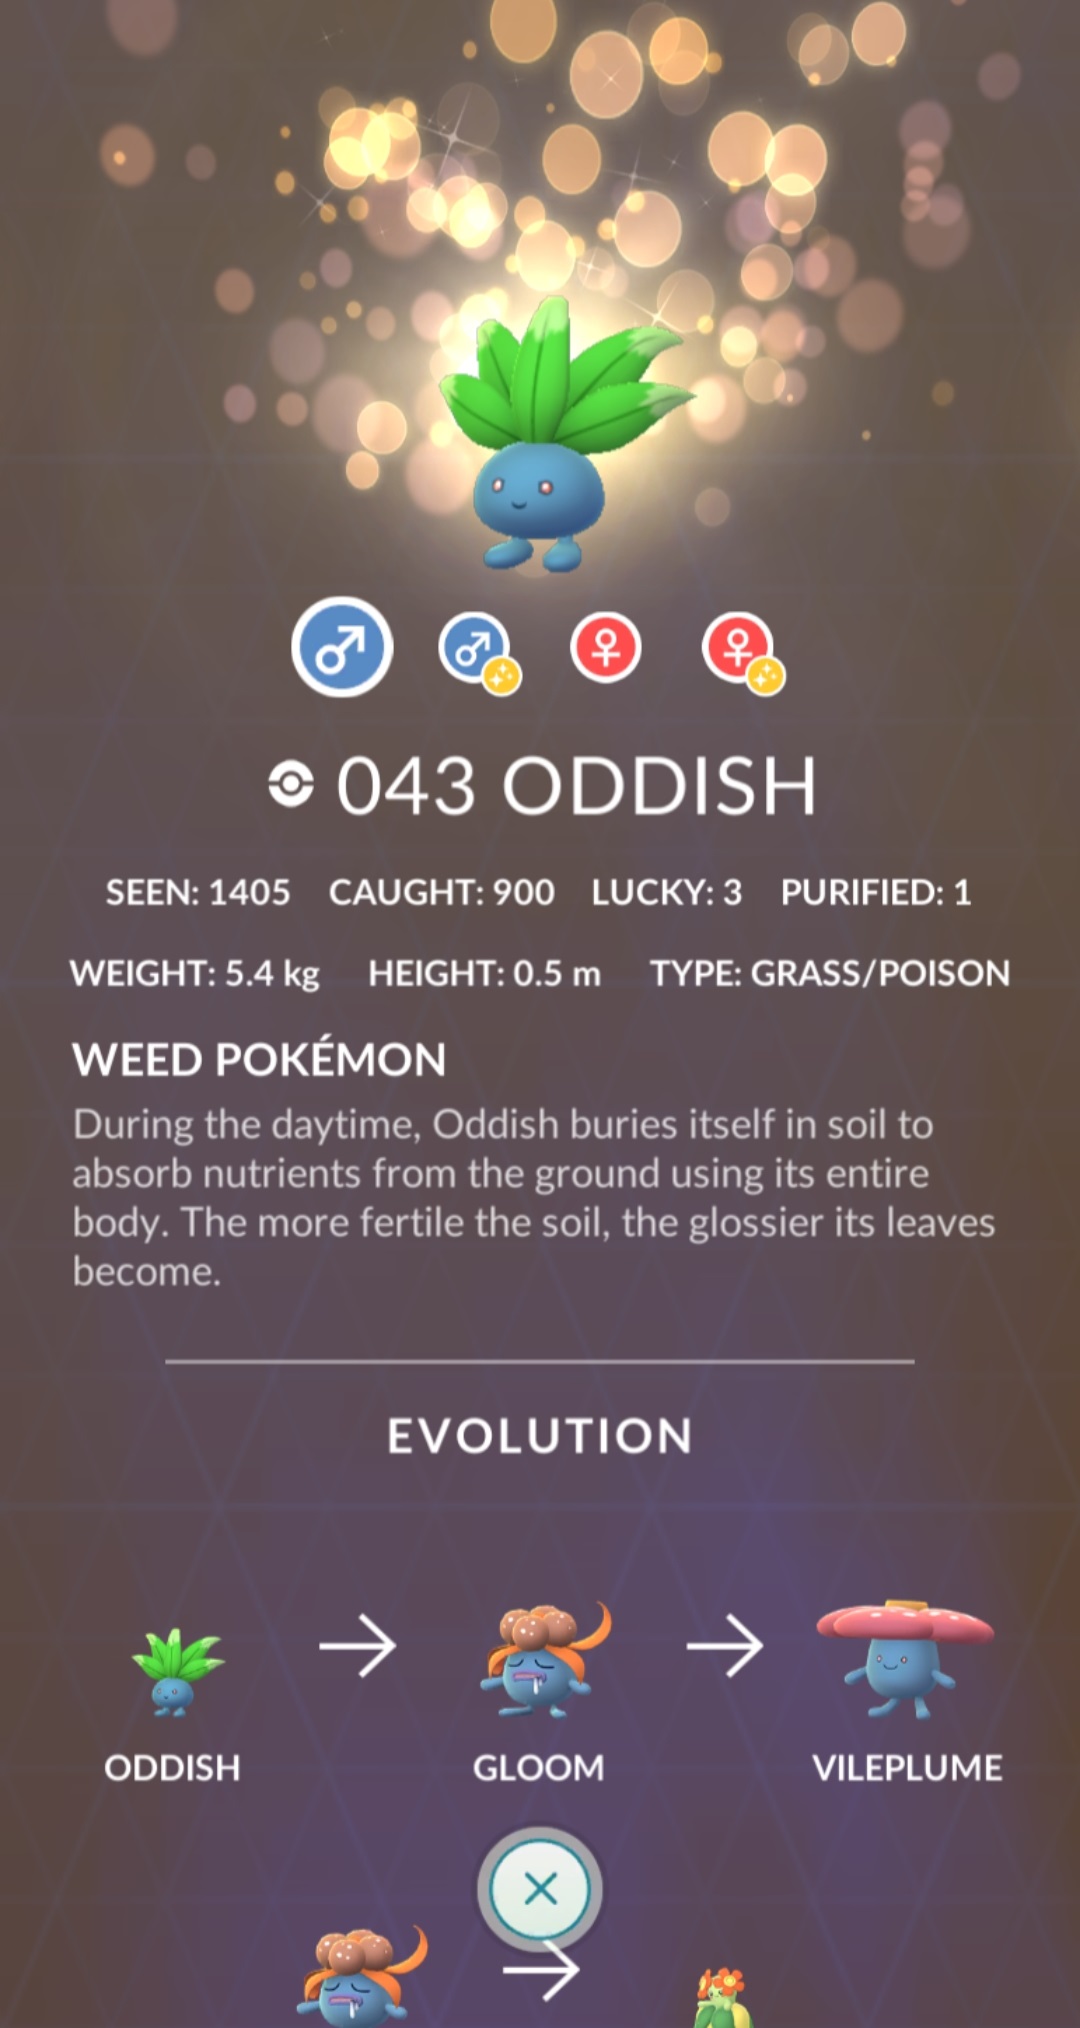 043 ODDISH
SEEN: 1405 CAUGHT: 900 LUCKY: 3 PURIFIED: 1
WEIGHT: 5.4 kg HEIGHT: 0.5 m TYPE: GRASS/POISON
WEED POKÉMON
During the daytime, Oddish buries itself in soil to
absorb nutrients from the ground using its entire
body. The more fertile the soil, the glossier its leaves
become.
EVOLUTION
ODDISH GLOOM VILEPLUME